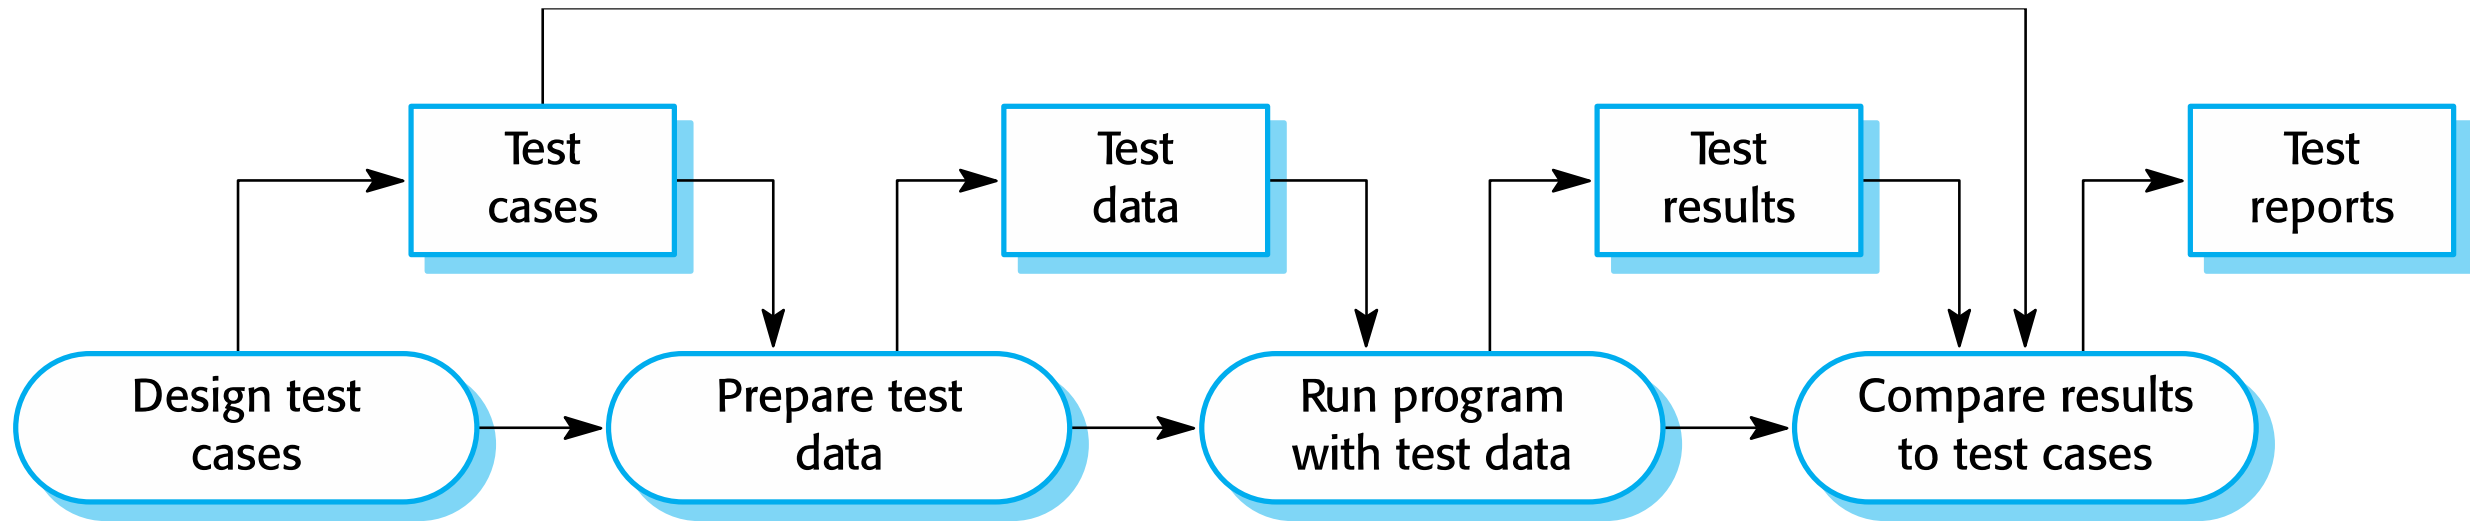 Test
cases
Test
data
Test
results
Test
reports
Design test
cases
Prepare test
data
Run program
with test data
Compare results
to test cases